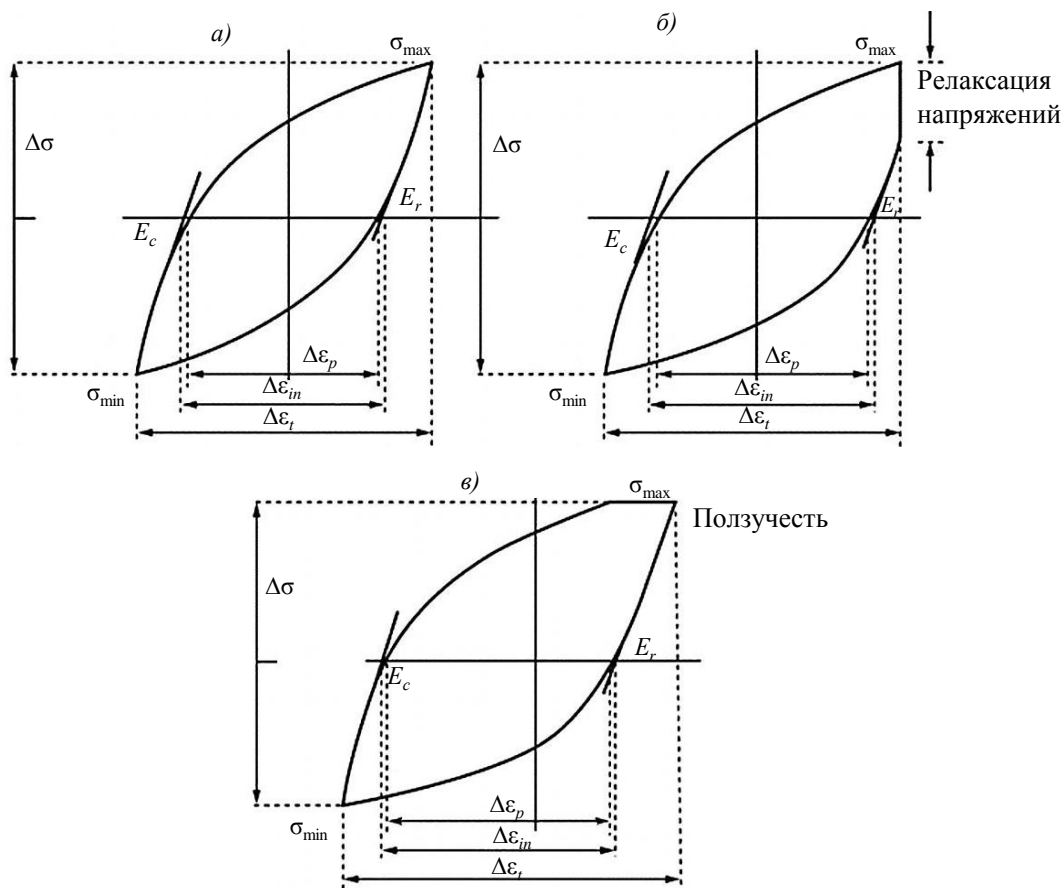 а)
σmax
Δσ
Er
Ec
Δεp
Δεin
Δεt
σmin
б)
σmax
Релаксация
напряжений
Δσ
Er
Ec
Δεp
Δεin
Δεt
σmin
в)
σmax
Ползучесть
Δσ
Er
Ec
Δεp
Δεin
Δεt
σmin